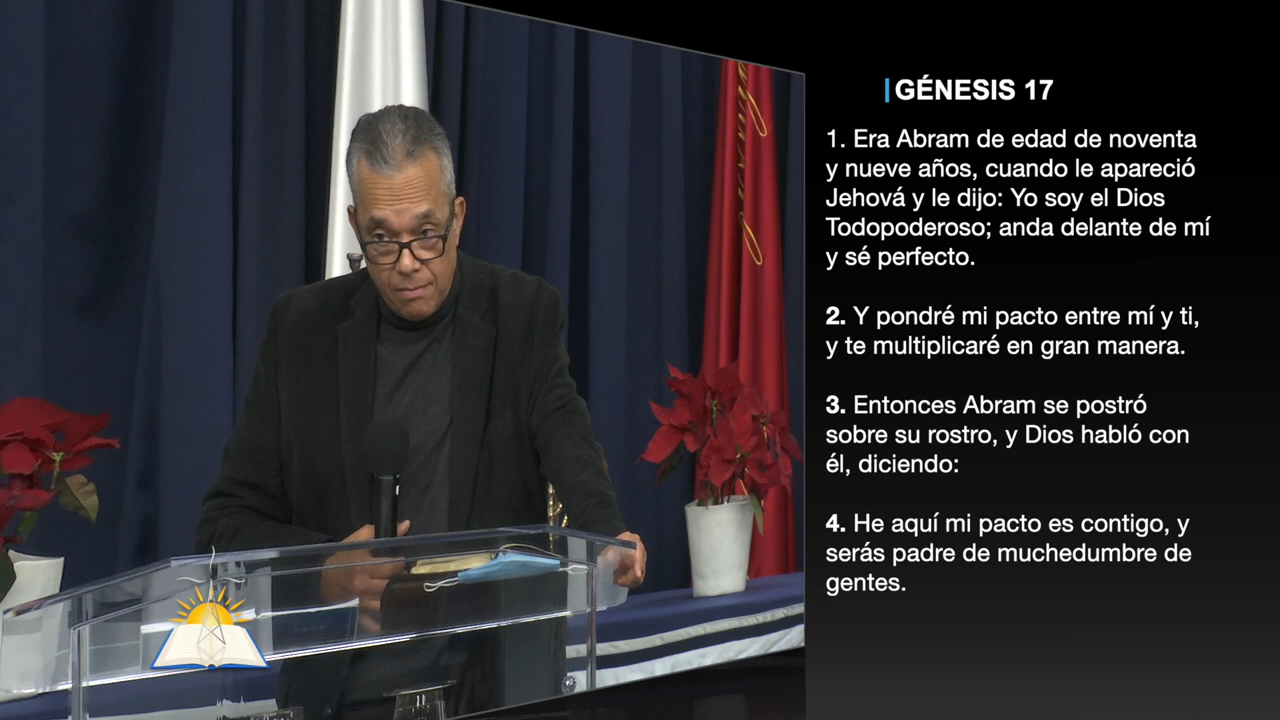 GÉNESIS 17
1. Era Abram de edad de noventa
y nueve años, cuando le apareció
Jehová y le dijo: Yo soy el Dios
Todopoderoso; anda delante de mí
y sé perfecto.
2. Y pondré mi pacto entre mí y ti,
y te multiplicaré en gran manera.
3. Entonces Abram se postró
sobre su rostro, y Dios habló con
él, diciendo:
4. He aquí mi pacto es contigo, y
serás padre de muchedumbre de
gentes.